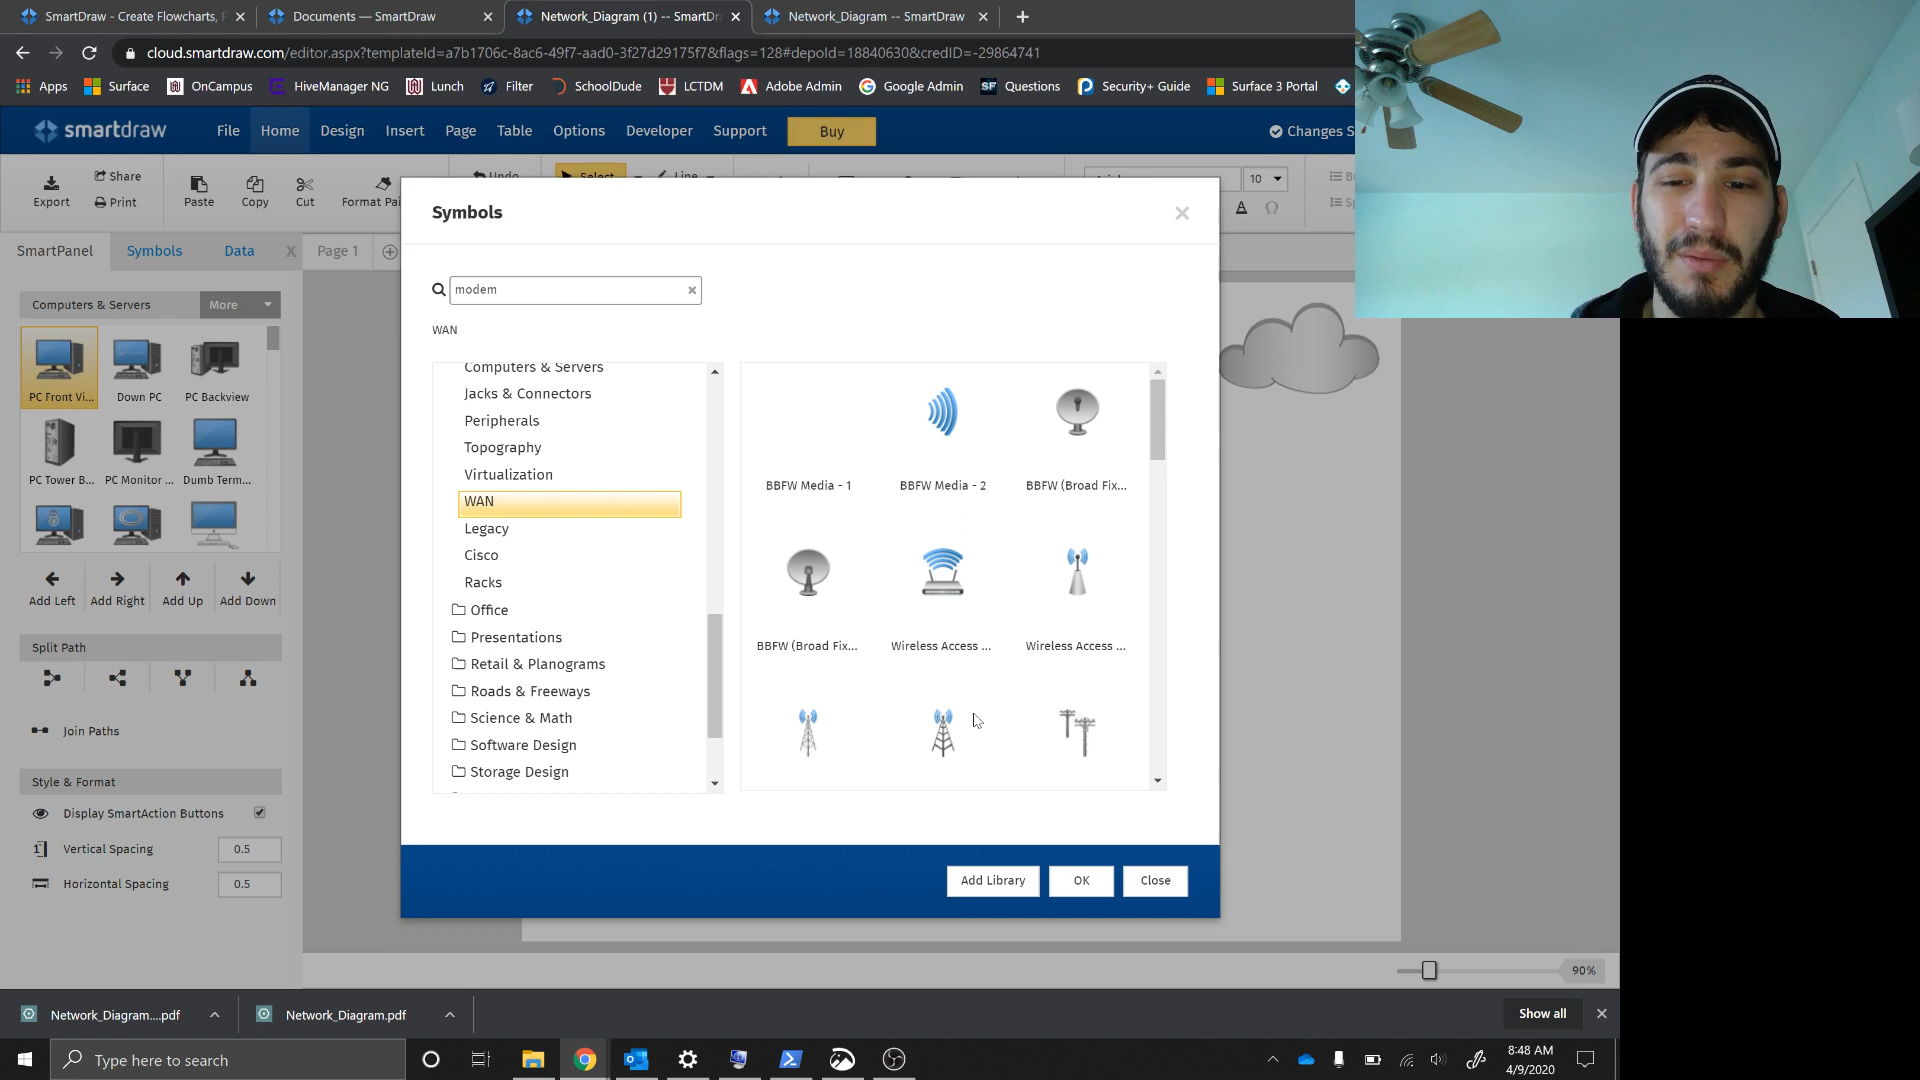 SmartDraw - Create Flowcharts, F
Documents — SmartDraw
Network_Diagram (1) -- SmartDr
Network_Diagram -- SmartDraw
cloud.smartdraw.com/editor.aspx?templateId=a7b1706c-8ac6-49f7-aad0-3f27d29175f7&flags=128#depoId=18840630&credID=-29864741
Apps
Surface
OnCampus
HiveManager NG
Lunch
Filter
SchoolDude
LCTDM
Adobe Admin
Google Admin
SF
Questions
Security+ Guide
Surface 3 Portal
smartdraw
File
Home
Design
Insert
Page
Table
Options
Developer
Support
Buy
Changes S
Export
Share
Print
Paste
Copy
Cut
Format Pai
Undo
Select
Line
10
A
Ω
SmartPanel
Symbols
Data
X
Page 1
Computers & Servers
More
PC Front Vi...
Down PC
PC Backview
PC Tower B...
PC Monitor ...
Dumb Term...
Add Left
Add Right
Add Up
Add Down
Split Path
Join Paths
Style & Format
Display SmartAction Buttons
Vertical Spacing
0.5
Horizontal Spacing
0.5
Symbols
modem
WAN
Computers & Servers
Jacks & Connectors
Peripherals
Topography
Virtualization
WAN
Legacy
Cisco
Racks
Office
Presentations
Retail & Planograms
Roads & Freeways
Science & Math
Software Design
Storage Design
BBFW Media - 1
BBFW Media - 2
BBFW (Broad Fix...
BBFW (Broad Fix...
Wireless Access ...
Wireless Access ...
Add Library
OK
Close
90%
Network_Diagram....pdf
Network_Diagram.pdf
Show all
Type here to search
8:48 AM
4/9/2020